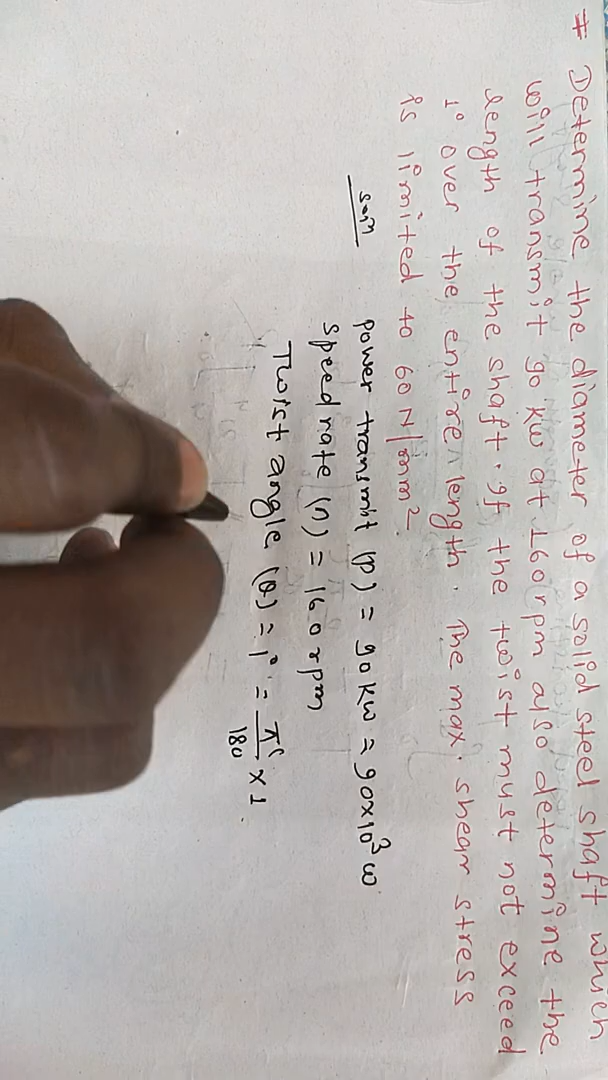 * Determine the diameter of a solid steel shaft which
will transmit 90 kw at 160 rpm also determine the
length of the shaft. If the twist must not exceed
1° over the entire length. The max. shear stress
is limited to 60 N/mm².
solⁿ
power transmit (p) = 90 kw = 90×10³ w
speed rate (n) = 160 rpm
Twist angle (θ) = 1° = πᶜ/180 × 1